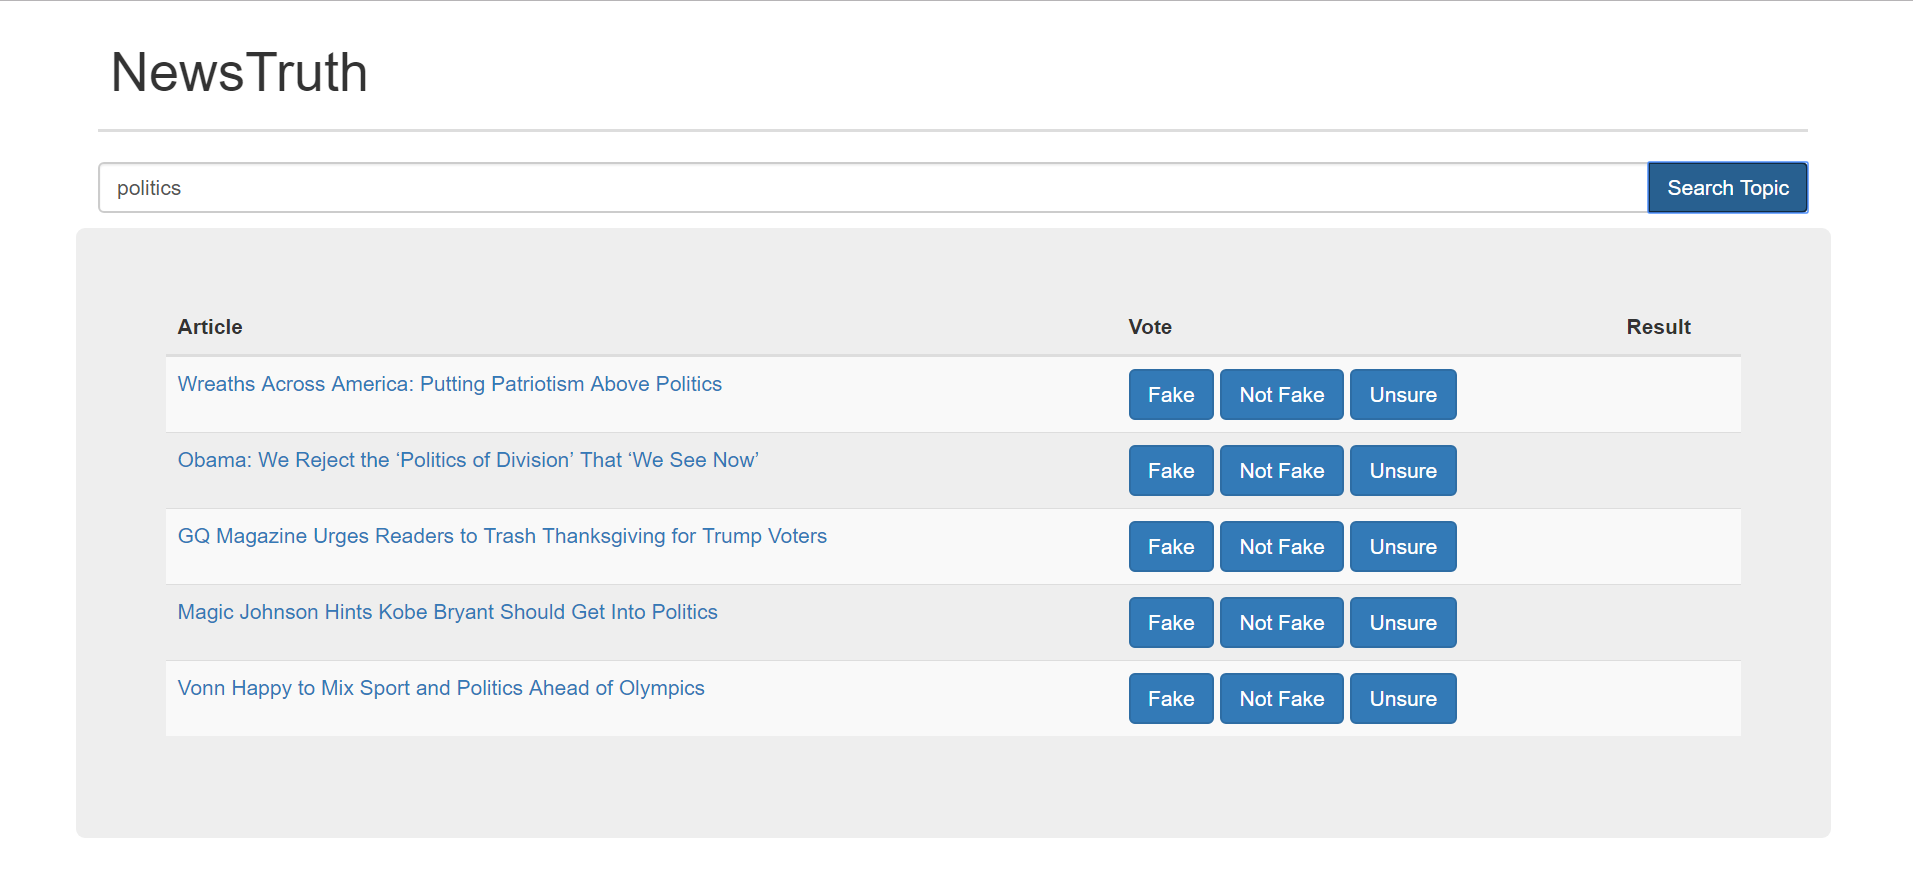 NewsTruth
politics Search Topic
Article Vote Result
Wreaths Across America: Putting Patriotism Above Politics Fake Not Fake Unsure
Obama: We Reject the ‘Politics of Division’ That ‘We See Now’ Fake Not Fake Unsure
GQ Magazine Urges Readers to Trash Thanksgiving for Trump Voters Fake Not Fake Unsure
Magic Johnson Hints Kobe Bryant Should Get Into Politics Fake Not Fake Unsure
Vonn Happy to Mix Sport and Politics Ahead of Olympics Fake Not Fake Unsure